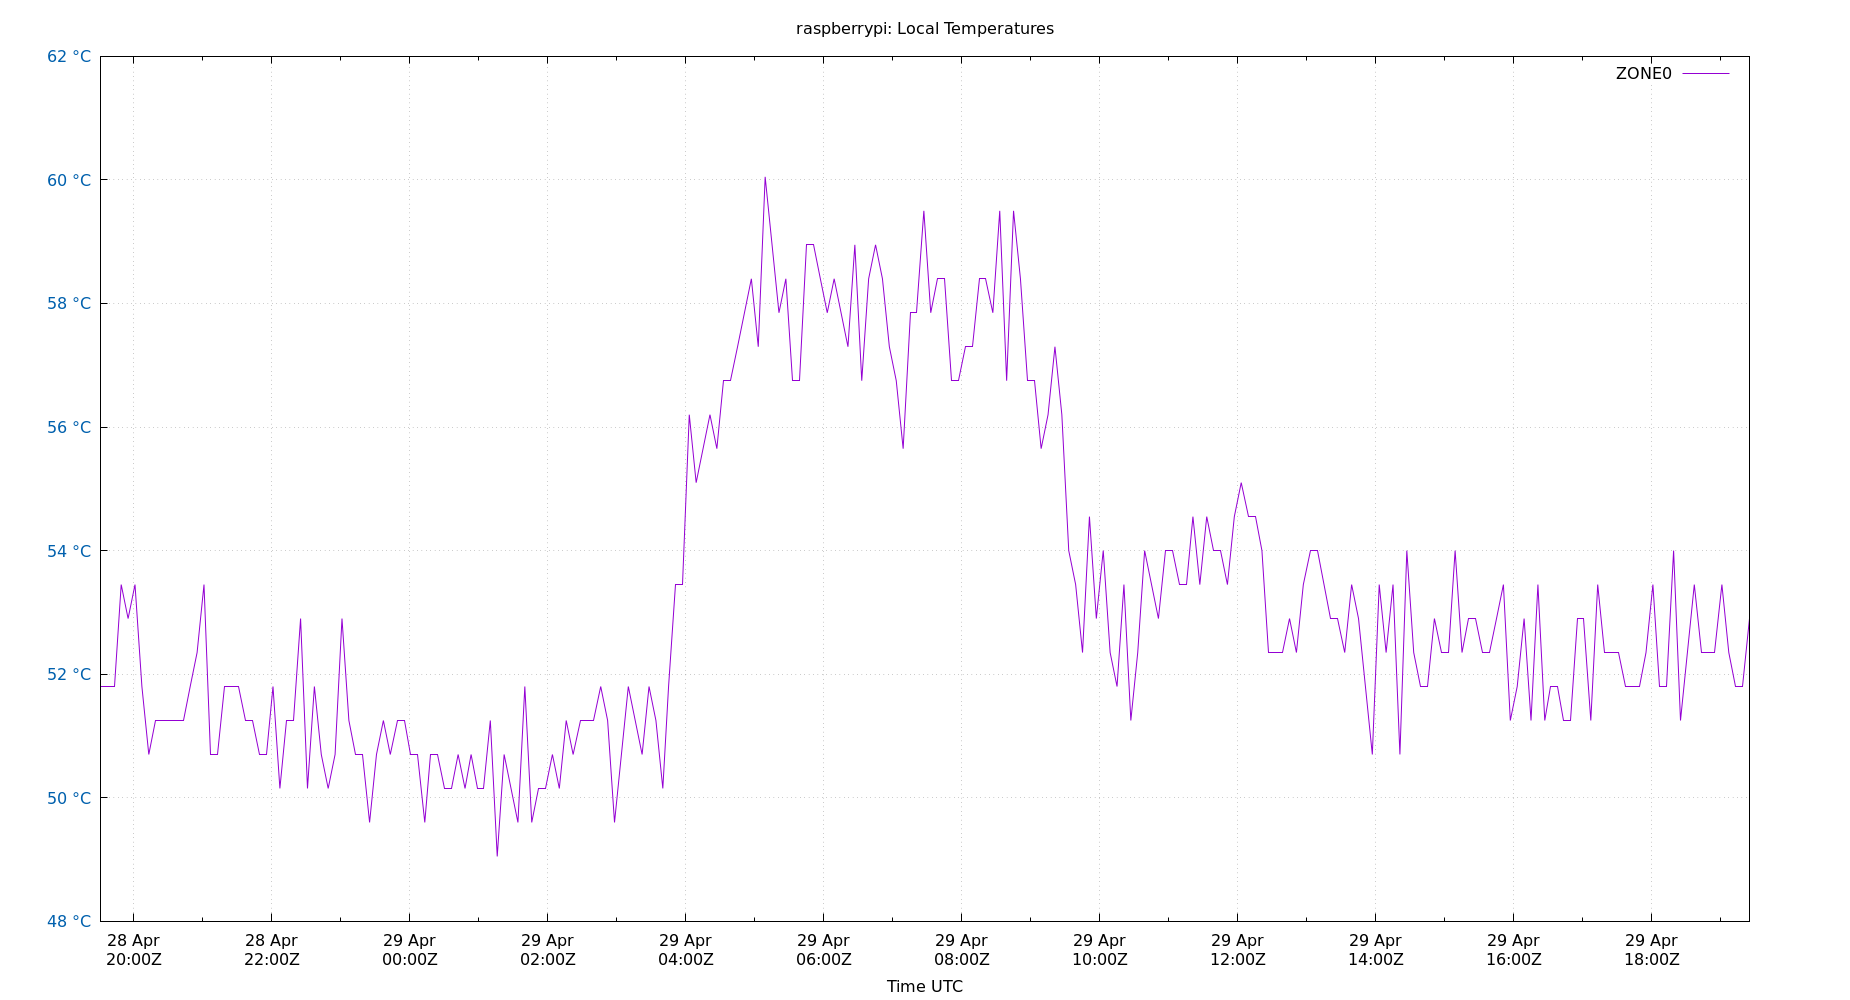 raspberrypi: Local Temperatures
62 °C
ZONE0
60 °C
58 °C
56 °C
54 °C
52 °C
50 °C
48 °C
28 Apr 28 Apr 29 Apr 29 Apr 29 Apr 29 Apr 29 Apr 29 Apr 29 Apr 29 Apr 29 Apr 29 Apr
20:00Z 22:00Z 00:00Z 02:00Z 04:00Z 06:00Z 08:00Z 10:00Z 12:00Z 14:00Z 16:00Z 18:00Z
Time UTC